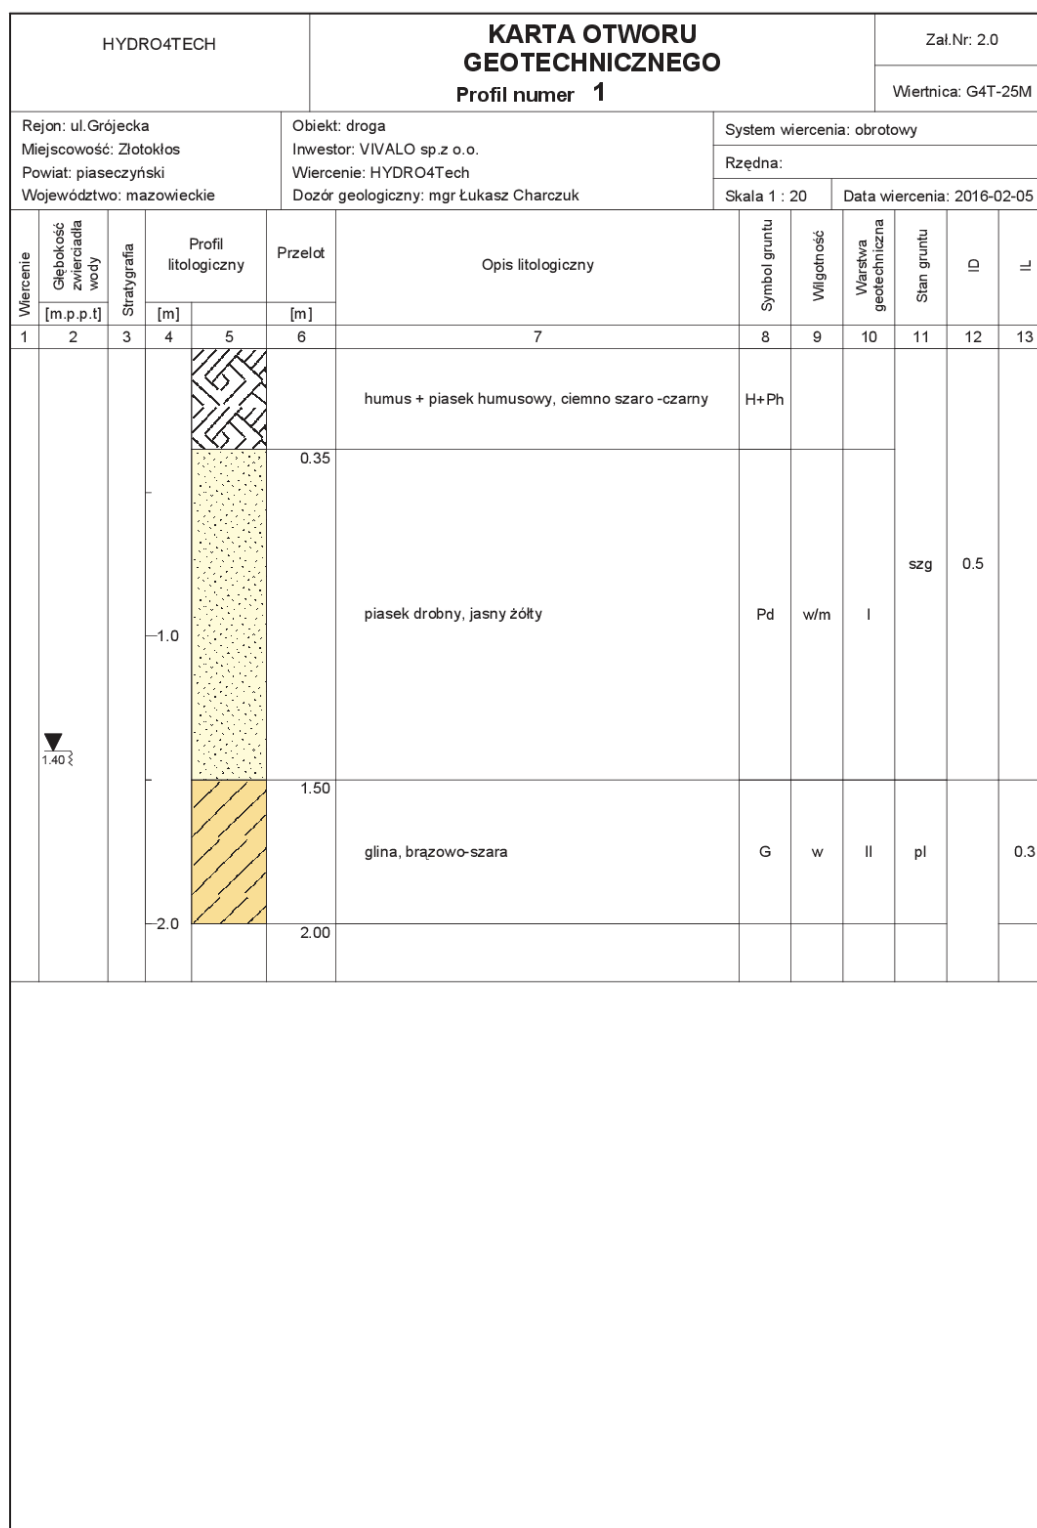 HYDRO4TECH
KARTA OTWORU
GEOTECHNICZNEGO
Profil numer 1
Zał.Nr: 2.0
Wiertnica: G4T-25M
Rejon: ul.Grójecka
Miejscowość: Złotokłos
Powiat: piaseczyński
Województwo: mazowieckie
Obiekt: droga
Inwestor: VIVALO sp.z o.o.
Wiercenie: HYDRO4Tech
Dozór geologiczny: mgr Łukasz Charczuk
System wiercenia: obrotowy
Rzędna:
Skala 1 : 20
Data wiercenia: 2016-02-05
Wiercenie
Głębokość
zwierciadła
wody
[m.p.p.t]
Stratygrafia
Profil
litologiczny
[m]
Przelot
[m]
Opis litologiczny
Symbol gruntu
Wilgotność
Warstwa
geotechniczna
Stan gruntu
ID
IL
1 2 3 4 5 6 7 8 9 10 11 12 13
humus + piasek humusowy, ciemno szaro -czarny H+Ph
0.35
szg 0.5
1.0 piasek drobny, jasny żółty Pd w/m I
1.40
1.50
glina, brązowo-szara G w II pl 0.3
2.0
2.00